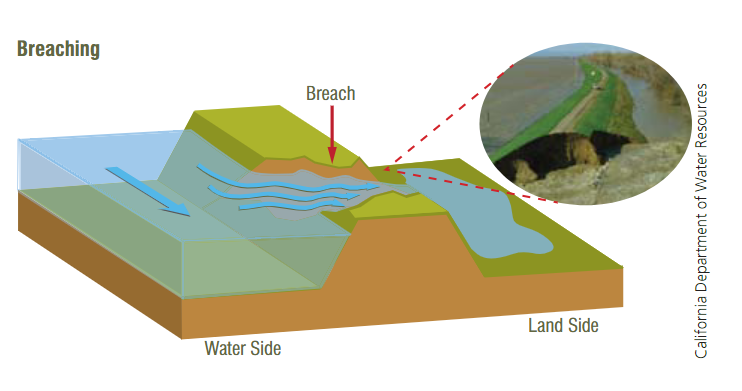 Breaching
Breach
California Department of Water Resources
Land Side
Water Side